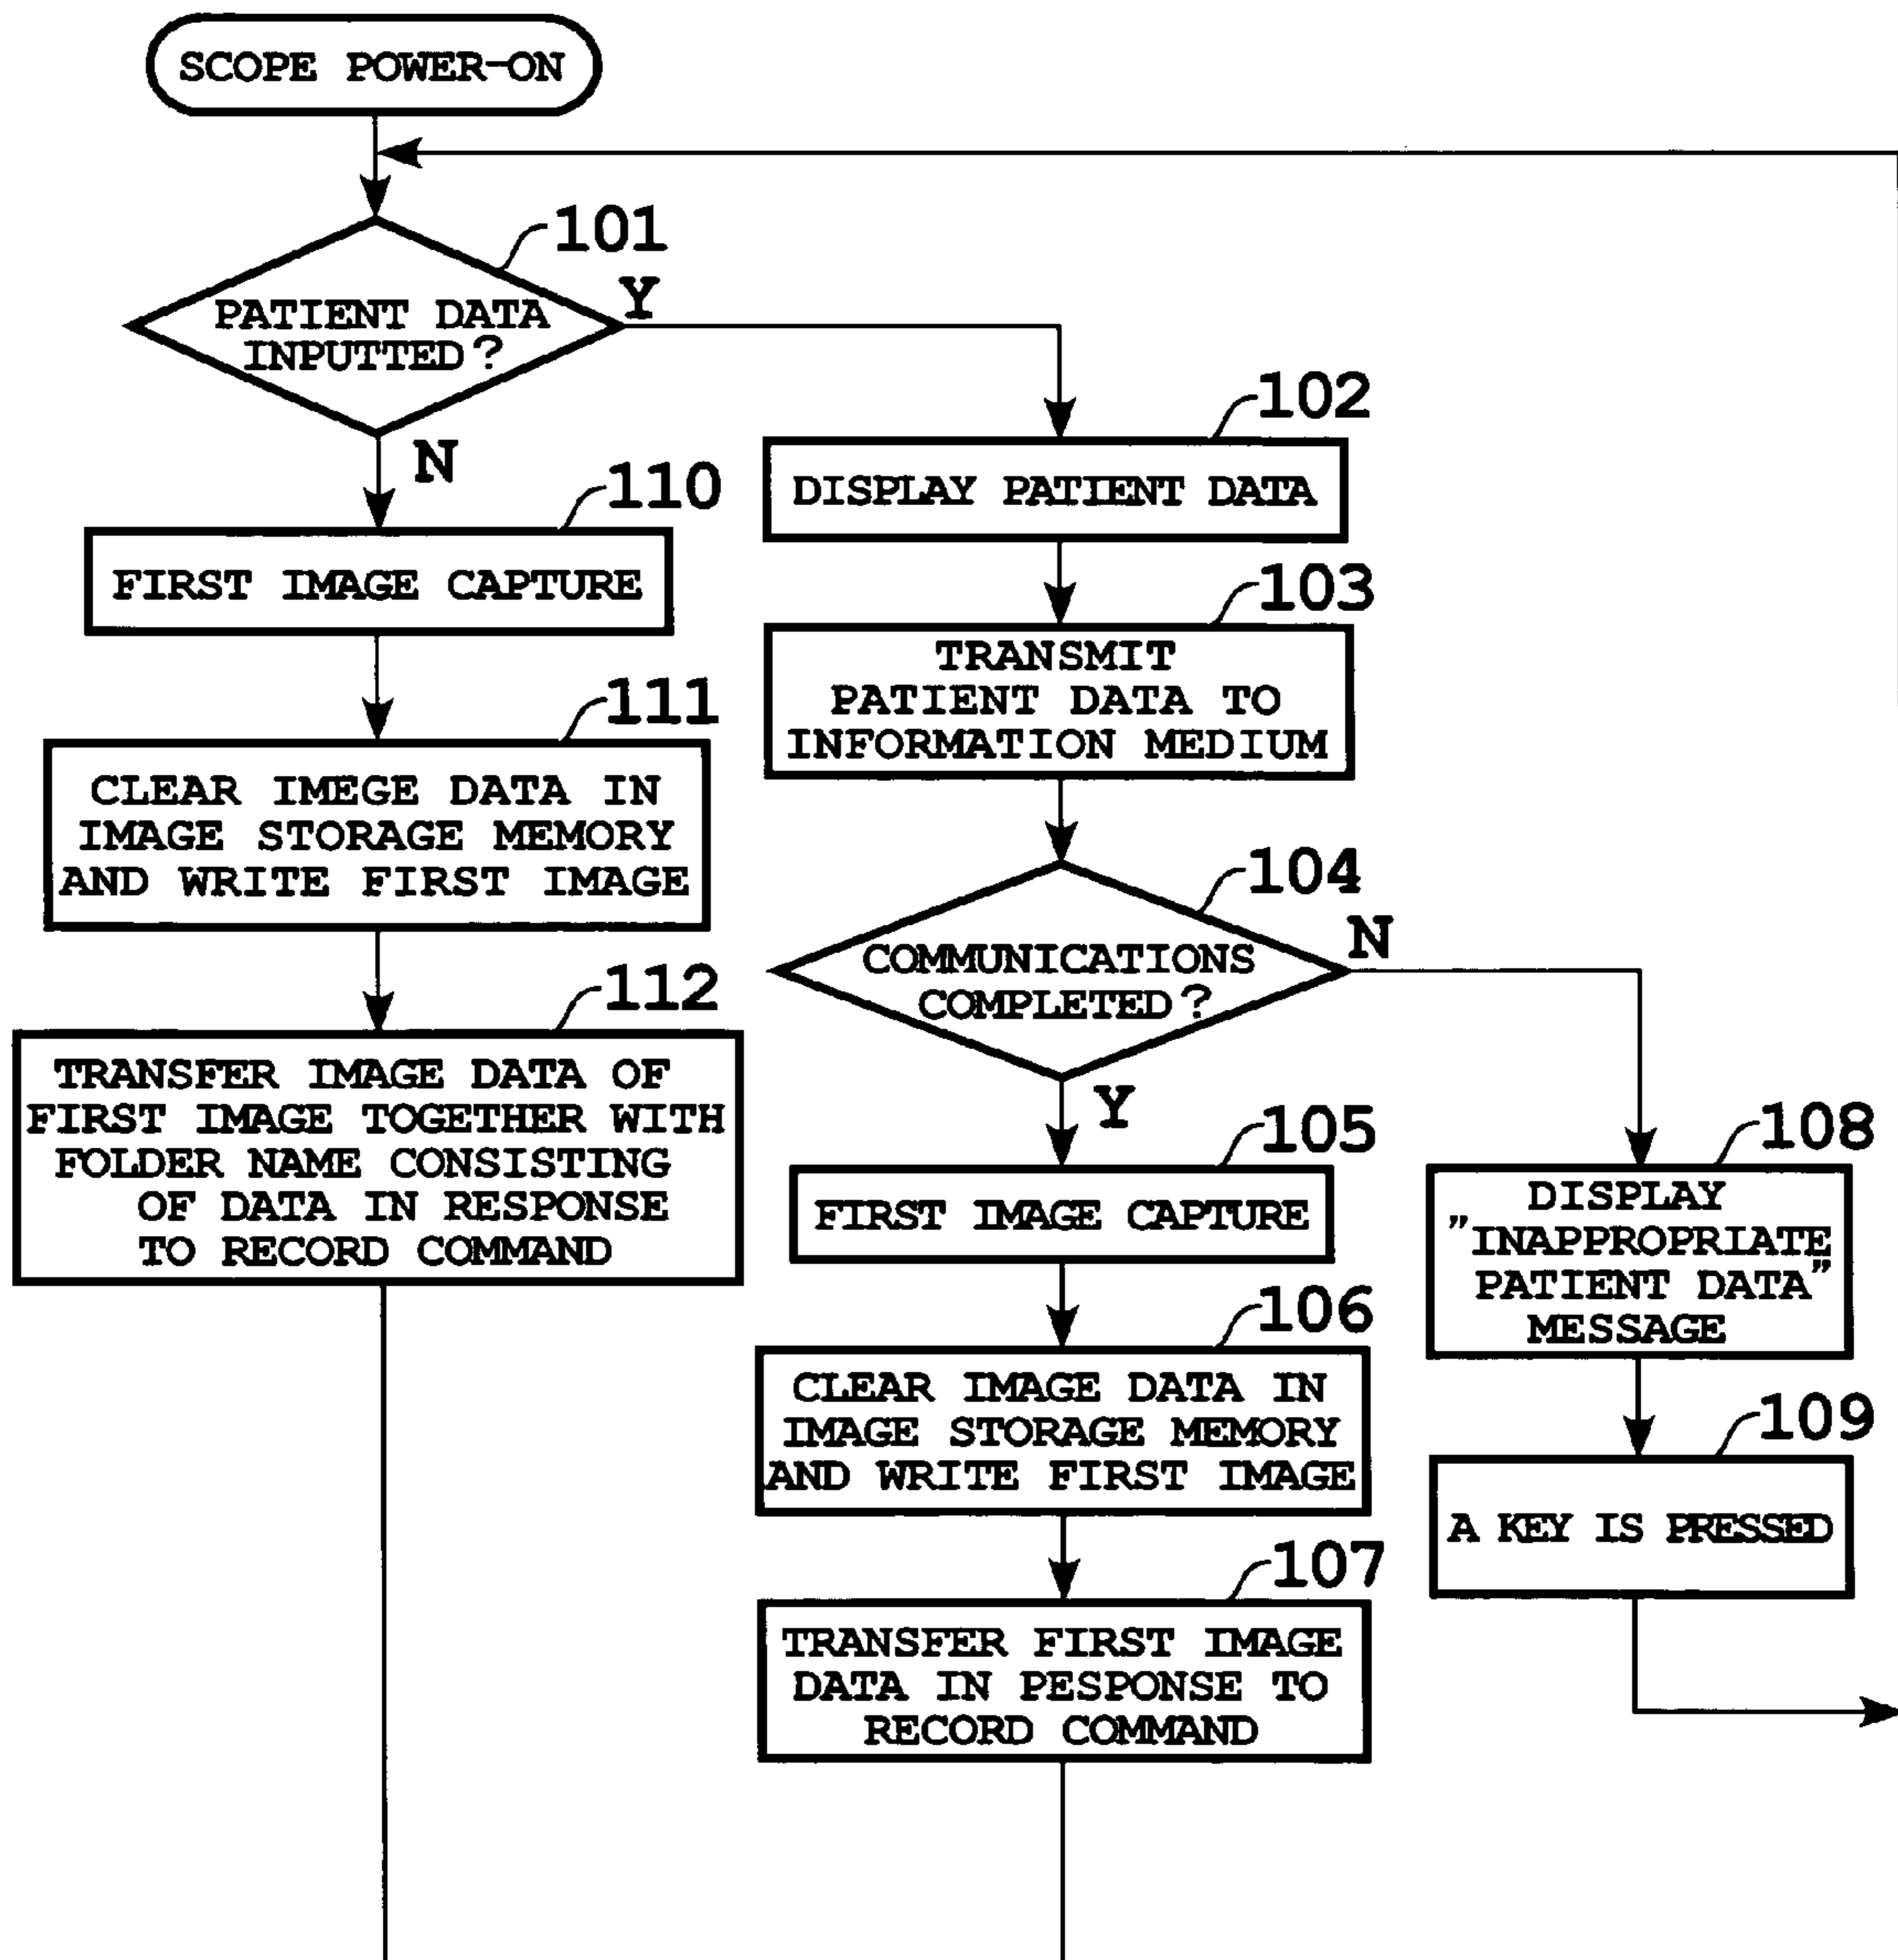 SCOPE POWER-ON
101
PATIENT DATA
INPUTTED?
Y
N
110
FIRST IMAGE CAPTURE
111
CLEAR IMEGE DATA IN
IMAGE STORAGE MEMORY
AND WRITE FIRST IMAGE
112
TRANSFER IMAGE DATA OF
FIRST IMAGE TOGETHER WITH
FOLDER NAME CONSISTING
OF DATA IN RESPONSE
TO RECORD COMMAND
102
DISPLAY PATIENT DATA
103
TRANSMIT
PATIENT DATA TO
INFORMATION MEDIUM
104
COMMUNICATIONS
COMPLETED?
N
Y
105
FIRST IMAGE CAPTURE
106
CLEAR IMAGE DATA IN
IMAGE STORAGE MEMORY
AND WRITE FIRST IMAGE
107
TRANSFER FIRST IMAGE
DATA IN PESPONSE TO
RECORD COMMAND
108
DISPLAY
"INAPPROPRIATE
PATIENT DATA"
MESSAGE
109
A KEY IS PRESSED